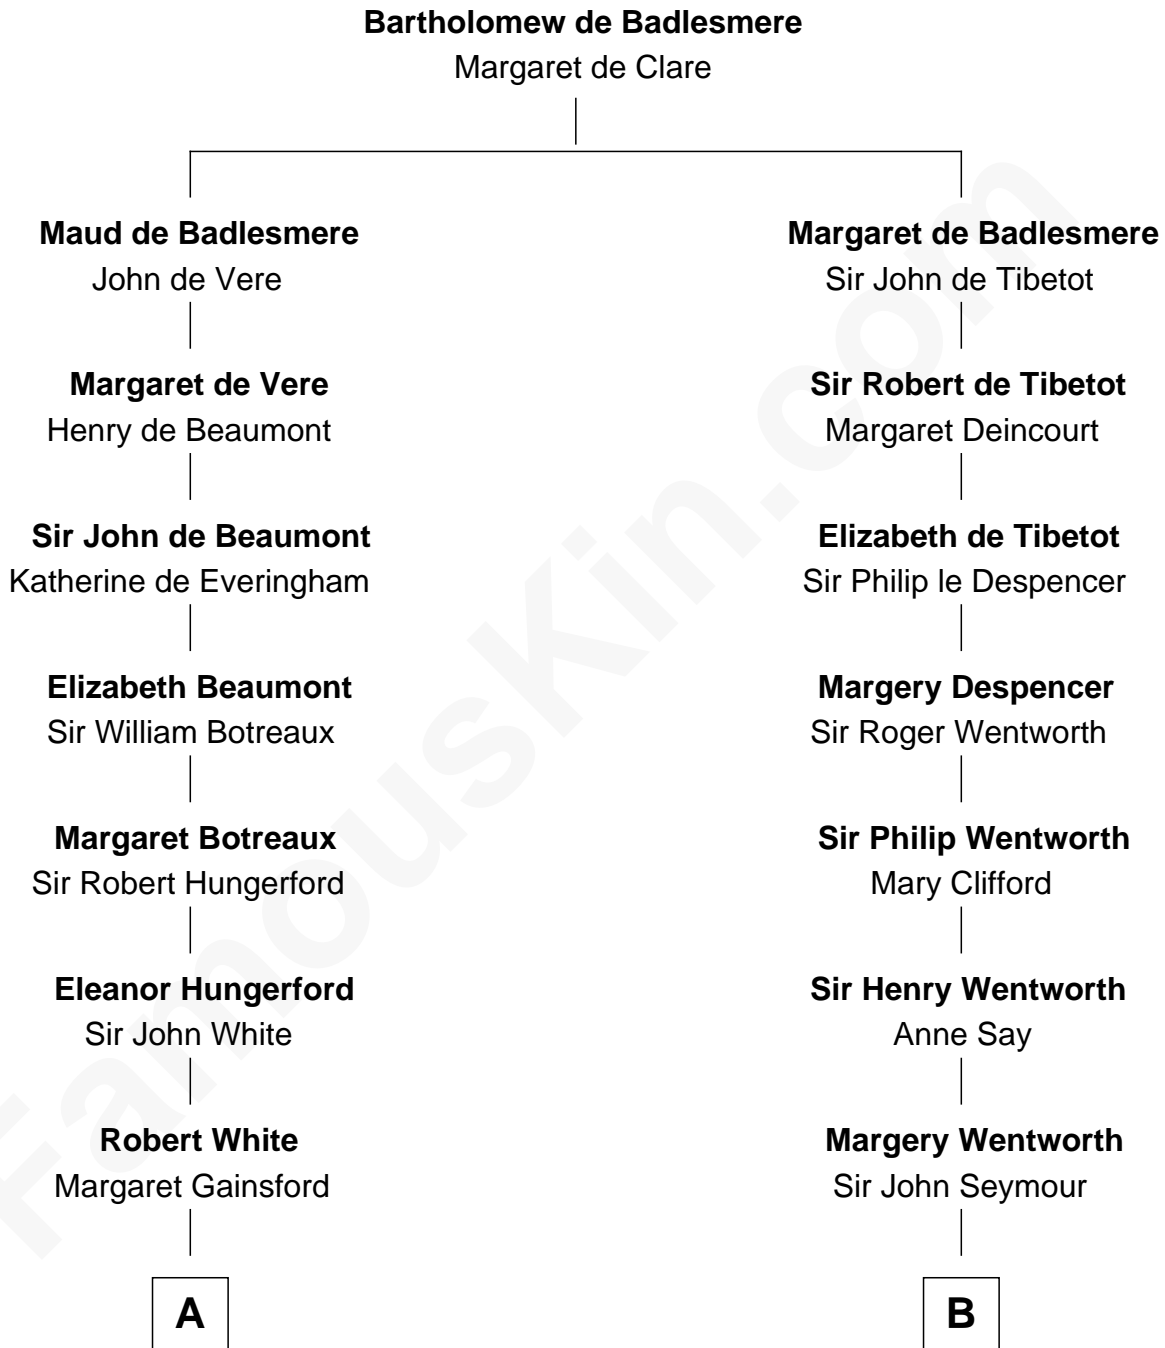 Bartholomew de Badlesmere
Margaret de Clare
Maud de Badlesmere
John de Vere
Margaret de Badlesmere
Sir John de Tibetot
Margaret de Vere
Henry de Beaumont
Sir Robert de Tibetot
Margaret Deincourt
Sir John de Beaumont
Katherine de Everingham
Elizabeth de Tibetot
Sir Philip le Despencer
Elizabeth Beaumont
Sir William Botreaux
Margery Despencer
Sir Roger Wentworth
Margaret Botreaux
Sir Robert Hungerford
Sir Philip Wentworth
Mary Clifford
Eleanor Hungerford
Sir John White
Sir Henry Wentworth
Anne Say
Robert White
Margaret Gainsford
Margery Wentworth
Sir John Seymour
A
B
FamousKin.com